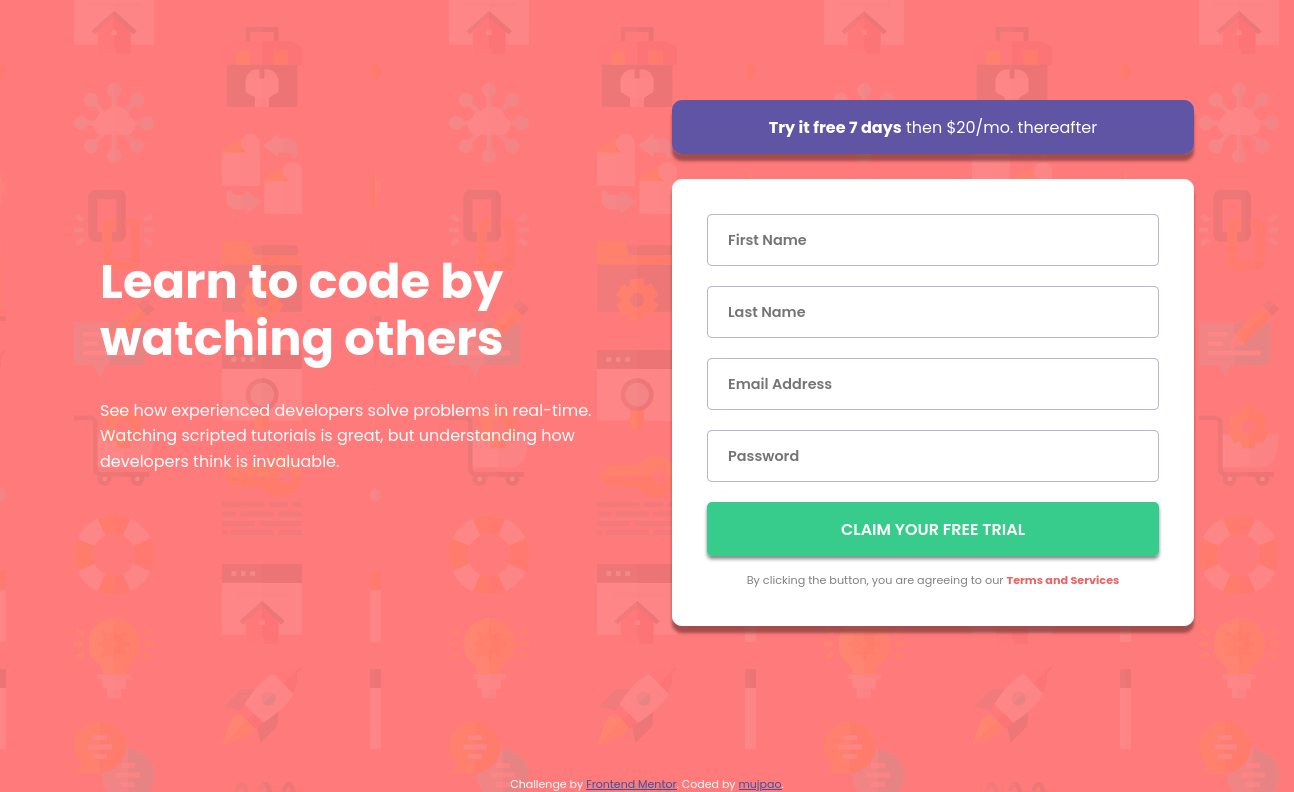 Learn to code by
watching others
See how experienced developers solve problems in real-time.
Watching scripted tutorials is great, but understanding how
developers think is invaluable.
Try it free 7 days then $20/mo. thereafter
First Name
Last Name
Email Address
Password
CLAIM YOUR FREE TRIAL
By clicking the button, you are agreeing to our Terms and Services
Challenge by Frontend Mentor. Coded by mujpao.